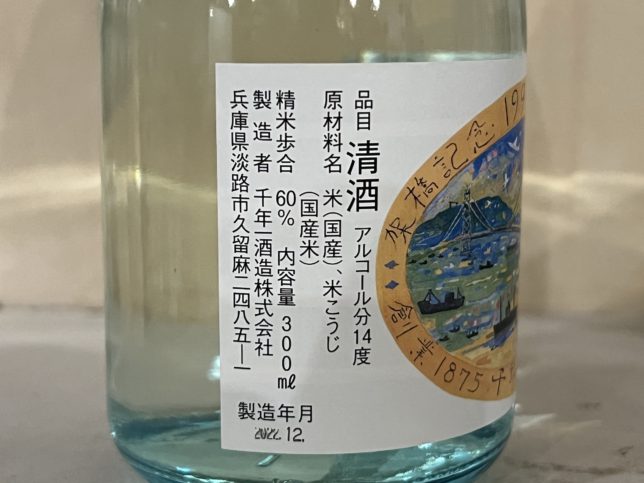 品目 清酒 アルコール分14度
原材料名 米(国産)、米こうじ
(国産米)
精米歩合 60% 内容量 300ml
製造者 千年一酒造株式会社
兵庫県淡路市久留麻二四八五―一
製造年月
2022.12.
架橋記念 199
創業1875 千